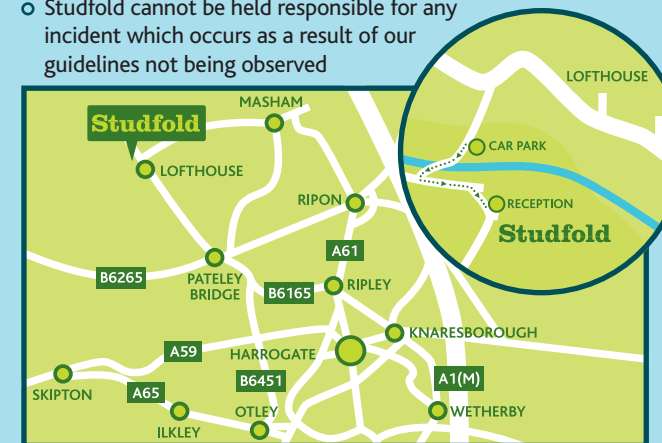 Studfold cannot be held responsible for any
incident which occurs as a result of our
guidelines not being observed
LOFTHOUSE
CAR PARK
RECEPTION
Studfold
MASHAM
Studfold
LOFTHOUSE
RIPON
A61
B6265
PATELEY
BRIDGE
B6165
RIPLEY
KNARESBOROUGH
A59
HARROGATE
A1(M)
B6451
SKIPTON
A65
OTLEY
WETHERBY
ILKLEY